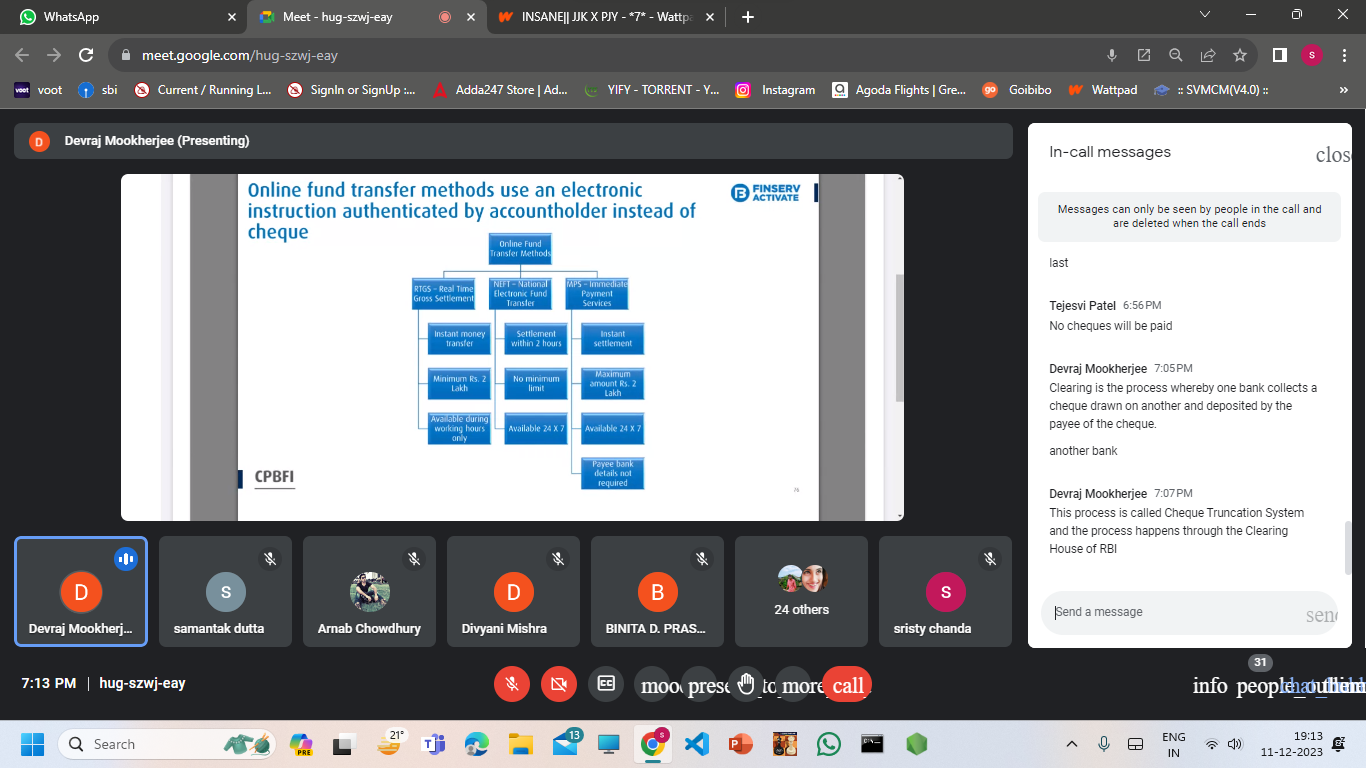 WhatsApp
Meet - hug-szwj-eay
INSANE|| JJK X PJY - *7* - Wattpa
meet.google.com/hug-szwj-eay
S
voot
voot
sbi
Current / Running L...
SignIn or SignUp :...
Adda247 Store | Ad...
YIFY - TORRENT - Y...
Instagram
Agoda Flights | Gre...
go
Goibibo
Wattpad
:: SVMCM(V4.0) ::
»
D
Devraj Mookherjee (Presenting)
Online fund transfer methods use an electronic
instruction authenticated by accountholder instead of
cheque
FINSERV
ACTIVATE
Online Fund
Transfer Methods
RTGS - Real Time
Gross Settlement
NEFT - National
Electronic Fund
Transfer
MPS - Immediate
Payment
Services
Instant money
transfer
Settlement
within 2 hours
Instant
settlement
Minimum Rs. 2
Lakh
No minimum
limit
Maximum
amount Rs. 2
Lakh
Available during
working hours
only
Available 24 X 7
Available 24 X 7
Payee bank
details not
required
CPBFI
76
In-call messages
close
Messages can only be seen by people in the call and
are deleted when the call ends
last
Tejesvi Patel 6:56 PM
No cheques will be paid
Devraj Mookherjee 7:05 PM
Clearing is the process whereby one bank collects a
cheque drawn on another and deposited by the
payee of the cheque.
another bank
Devraj Mookherjee 7:07 PM
This process is called Cheque Truncation System
and the process happens through the Clearing
House of RBI
Send a message
send
D
Devraj Mookherj...
s
samantak dutta
Arnab Chowdhury
D
Divyani Mishra
B
BINITA D. PRAS...
24 others
s
sristy chanda
7:13 PM | hug-szwj-eay
CC
mood
prese
to
more
call
31
info
people_
chat
Search
PRE
21°
13
S
ENG
IN
19:13
11-12-2023